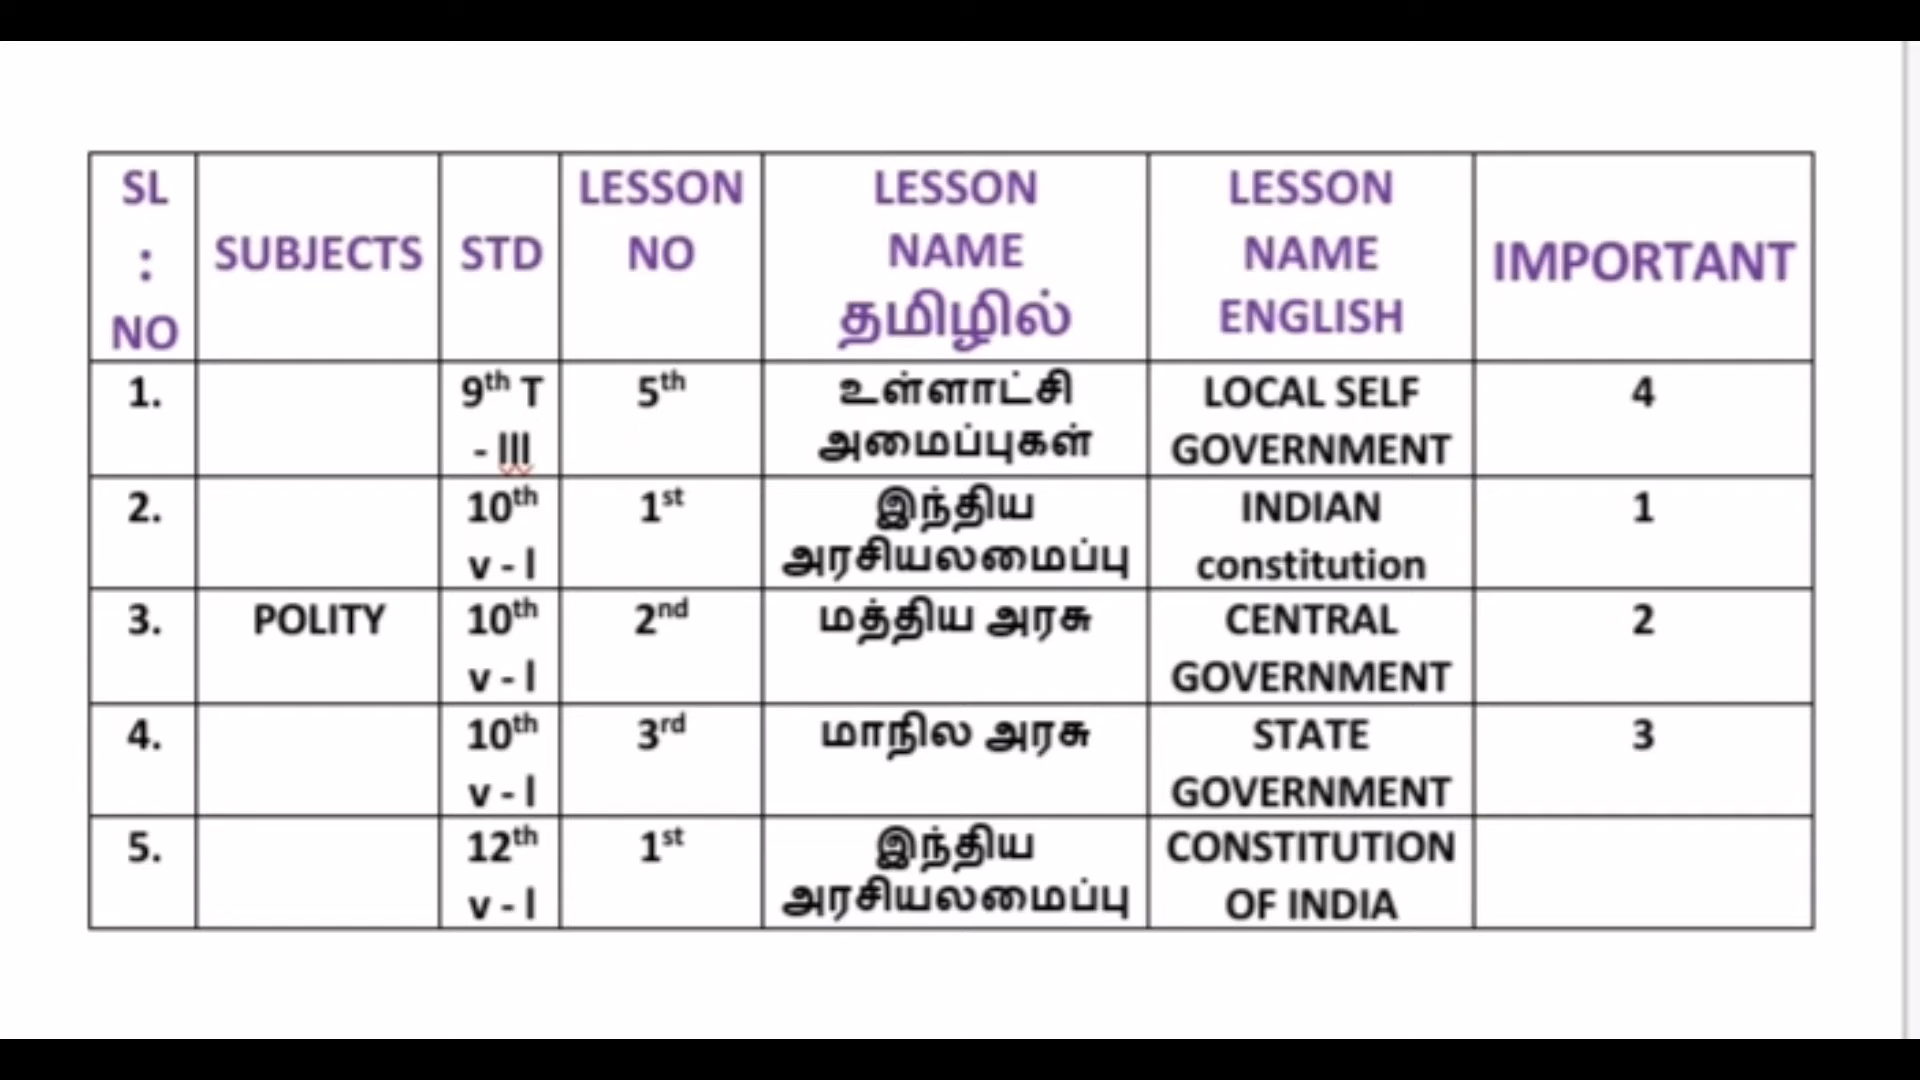 SL : NO SUBJECTS STD LESSON NO LESSON NAME தமிழில் LESSON NAME ENGLISH IMPORTANT
1. 9th T - lll 5th உள்ளாட்சி அமைப்புகள் LOCAL SELF GOVERNMENT 4
2. 10th v - l 1st இந்திய அரசியலமைப்பு INDIAN constitution 1
3. POLITY 10th v - l 2nd மத்திய அரசு CENTRAL GOVERNMENT 2
4. 10th v - l 3rd மாநில அரசு STATE GOVERNMENT 3
5. 12th v - l 1st இந்திய அரசியலமைப்பு CONSTITUTION OF INDIA